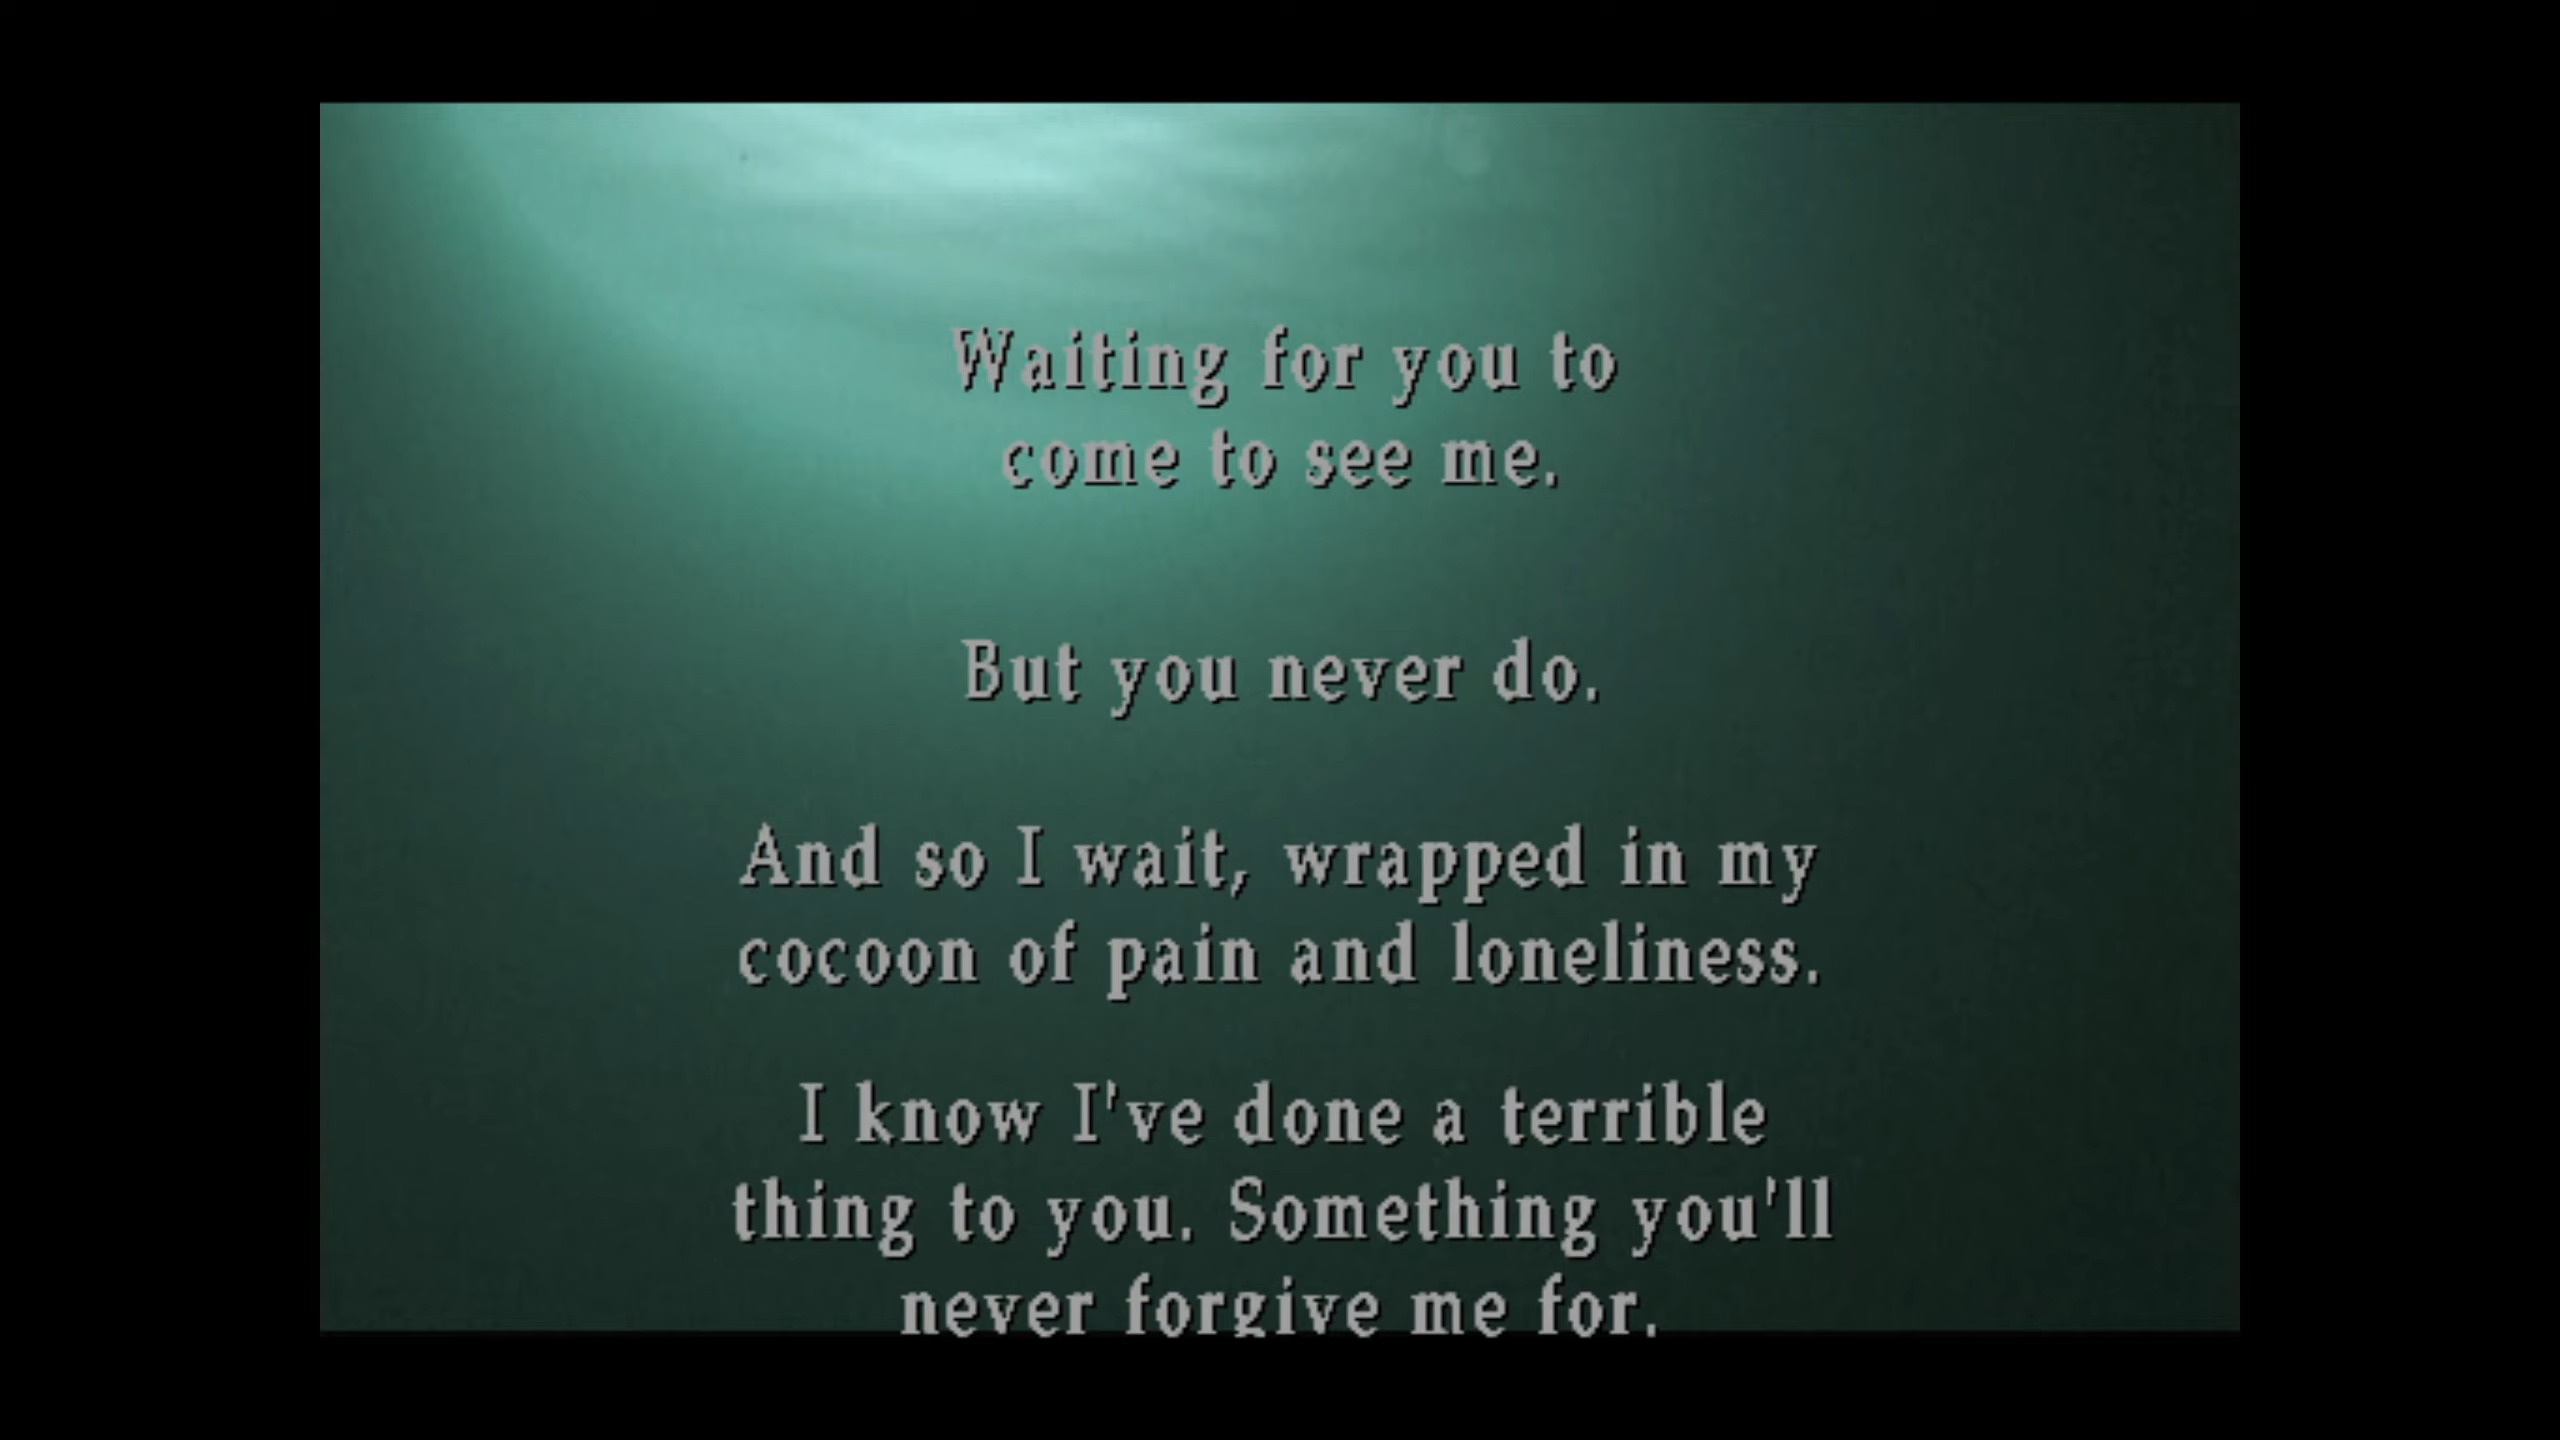 Waiting for you to
come to see me.
But you never do.
And so I wait, wrapped in my
cocoon of pain and loneliness.
I know I've done a terrible
thing to you. Something you'll
never forgive me for.